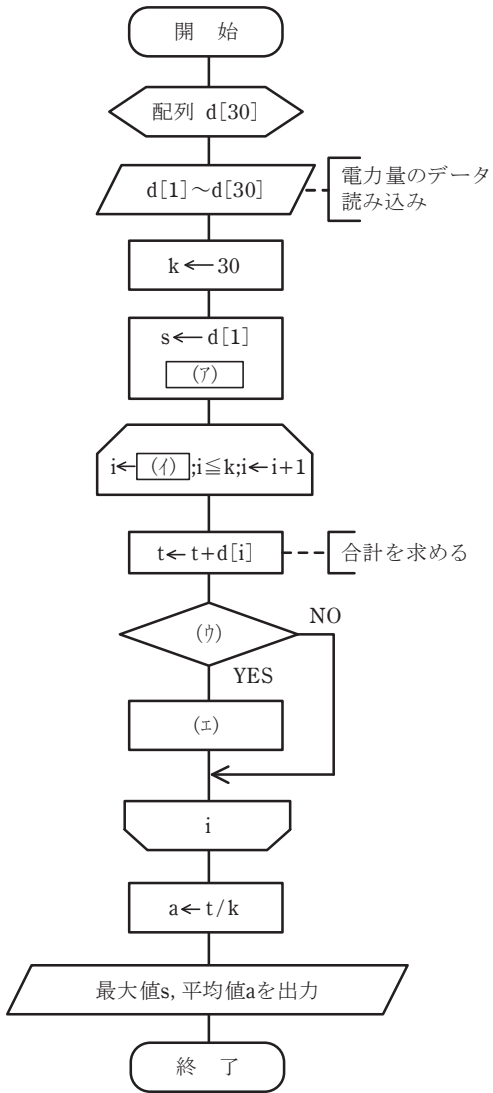 開 始
配列 d[30]
d[1]～d[30]
電力量のデータ
読み込み
k←30
s←d[1]
(ア)
i←(イ);i≦k;i←i+1
t←t+d[i]
合計を求める
(ウ)
NO
YES
(エ)
i
a←t/k
最大値s,平均値aを出力
終 了